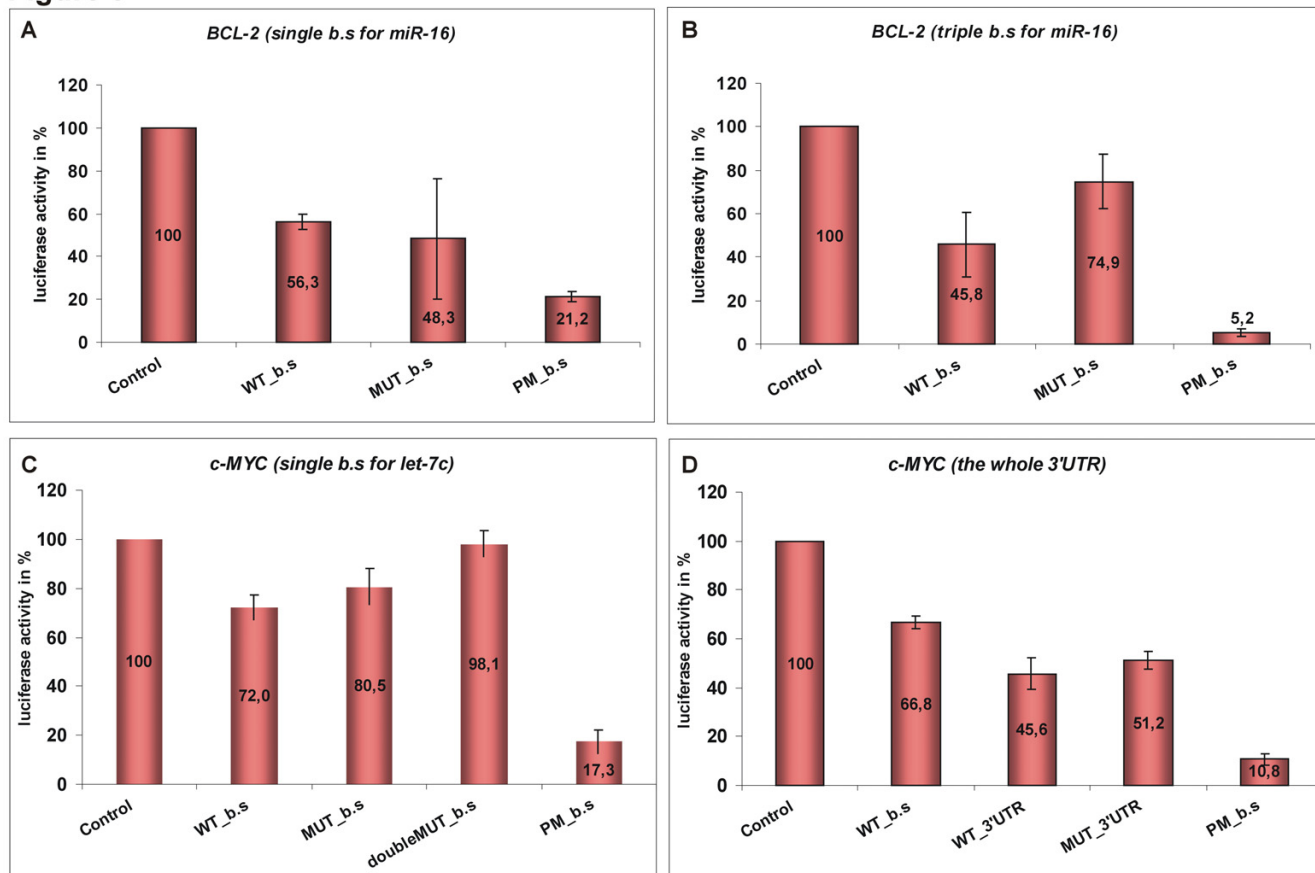 A
BCL-2 (single b.s for miR-16)
luciferase activity in %
120
100
80
60
40
20
0
100
56,3
48,3
21,2
Control
WT_b.s
MUT_b.s
PM_b.s
B
BCL-2 (triple b.s for miR-16)
luciferase activity in %
120
100
80
60
40
20
0
100
45,8
74,9
5,2
Control
WT_b.s
MUT_b.s
PM_b.s
C
c-MYC (single b.s for let-7c)
luciferase activity in %
120
100
80
60
40
20
0
100
72,0
80,5
98,1
17,3
Control
WT_b.s
MUT_b.s
doubleMUT_b.s
PM_b.s
D
c-MYC (the whole 3'UTR)
luciferase activity in %
120
100
80
60
40
20
0
100
66,8
45,6
51,2
10,8
Control
WT_b.s
WT_3'UTR
MUT_3'UTR
PM_b.s